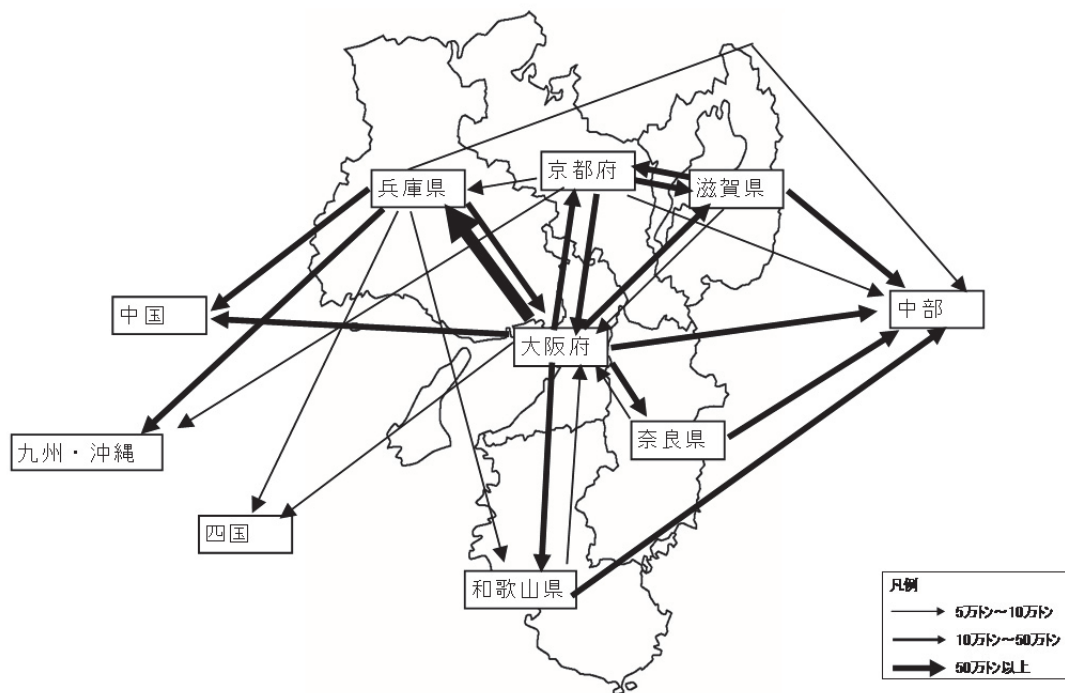 京都府
兵庫県
滋賀県
中国
中部
大阪府
奈良県
九州・沖縄
四国
和歌山県
凡例
5万トン～10万トン
10万トン～50万トン
50万トン以上